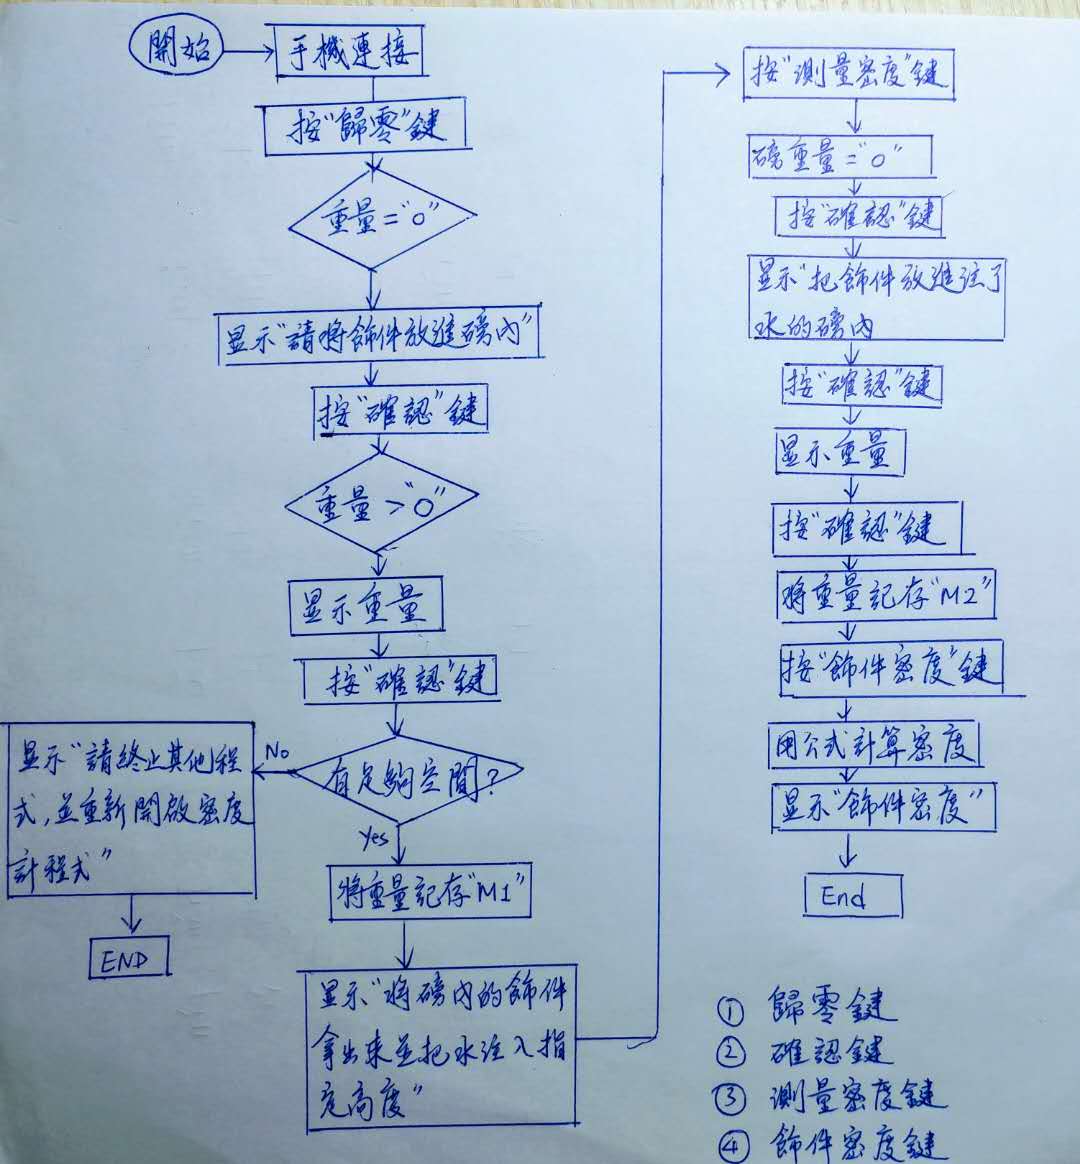 開始
手機連接
按"歸零"鍵
重量="0"
显示"請將飾件放進磅內"
按"確認"鍵
重量>"0"
显示重量
按"確認"鍵
有足夠空間?
No
显示"請終止其他程
式,並重新開啟密度
計程式"
END
Yes
將重量記存"M1"
显示"將磅內的飾件
拿出來並把水注入指
定高度"
按"測量密度"鍵
磅重量="0"
按"確認"鍵
显示"把飾件放進注了
水的磅內
按"確認"鍵
显示重量
按"確認"鍵
將重量記存"M2"
按"飾件密度"鍵
用公式計算密度
显示"飾件密度"
End
① 歸零鍵
② 確認鍵
③ 測量密度鍵
④ 飾件密度鍵